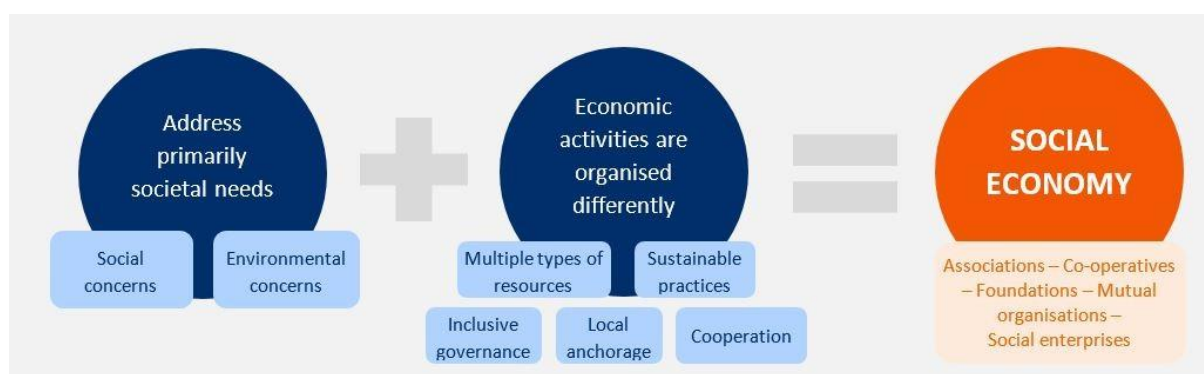 Address
primarily
societal needs
Social
concerns
Environmental
concerns
Economic
activities are
organised
differently
Multiple types of
resources
Sustainable
practices
Inclusive
governance
Local
anchorage
Cooperation
SOCIAL
ECONOMY
Associations – Co-operatives
– Foundations – Mutual
organisations –
Social enterprises